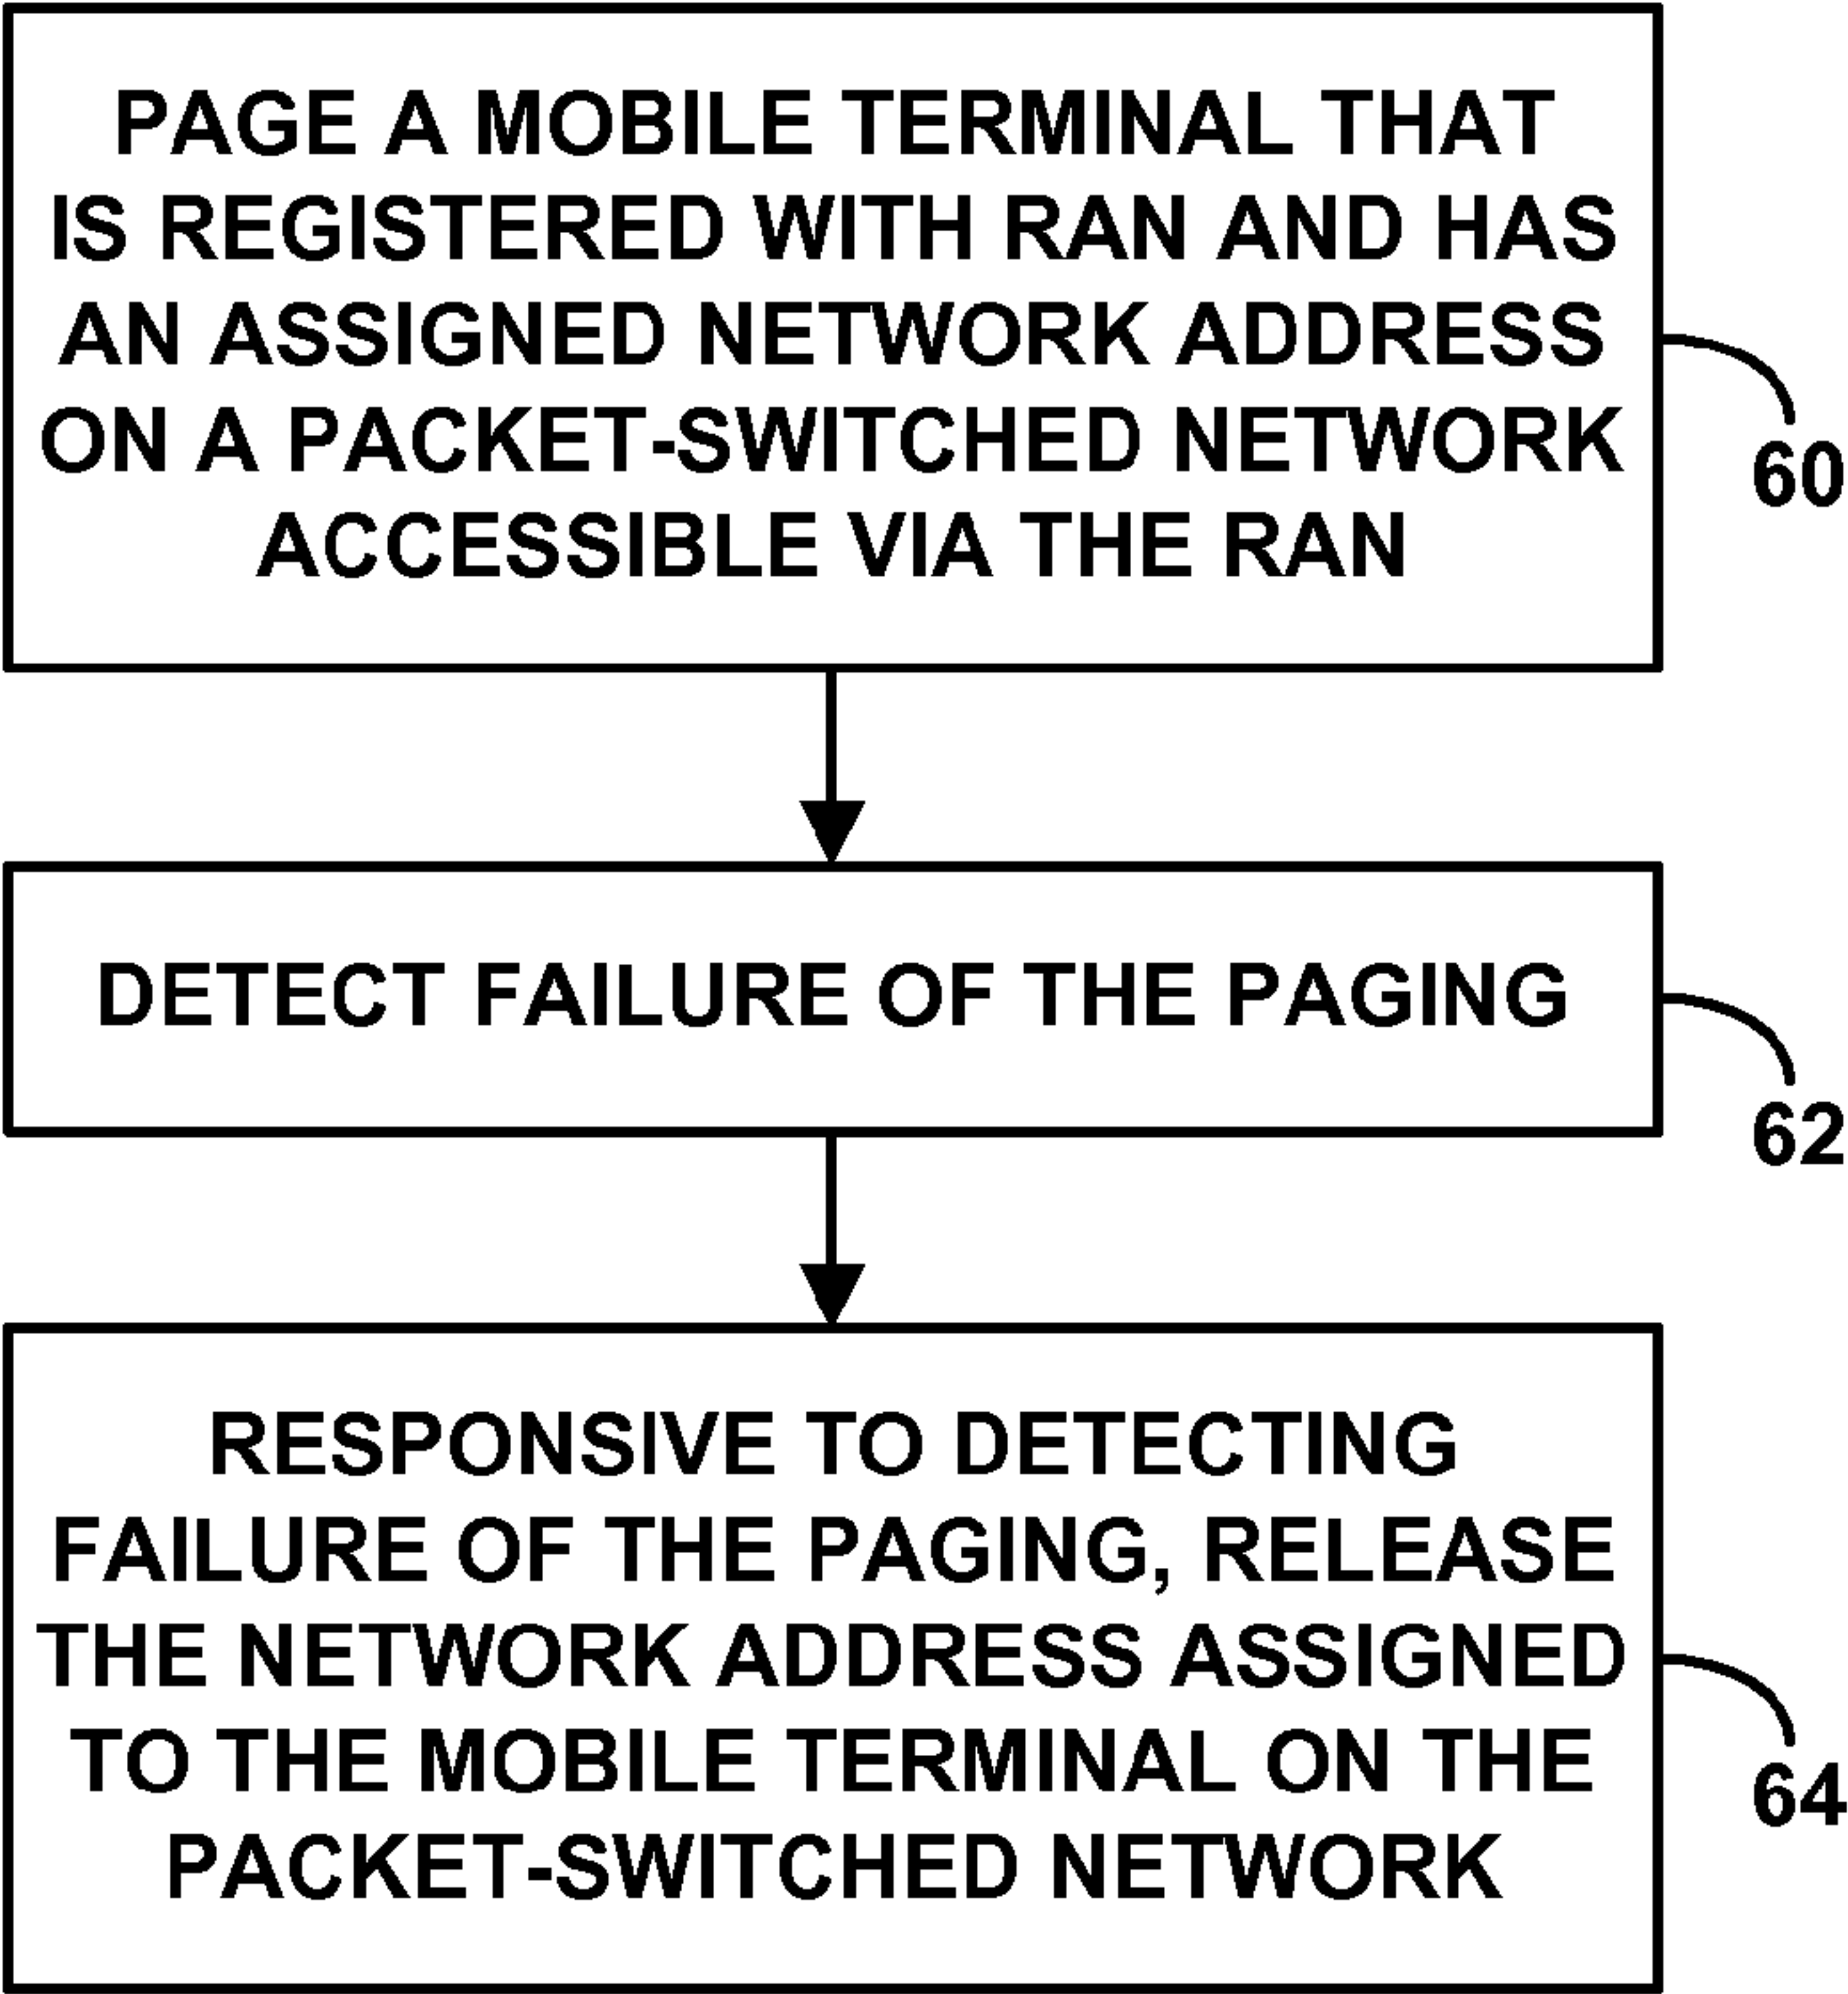 PAGE A MOBILE TERMINAL THAT
IS REGISTERED WITH RAN AND HAS
AN ASSIGNED NETWORK ADDRESS
ON A PACKET-SWITCHED NETWORK
ACCESSIBLE VIA THE RAN
60
DETECT FAILURE OF THE PAGING
62
RESPONSIVE TO DETECTING
FAILURE OF THE PAGING, RELEASE
THE NETWORK ADDRESS ASSIGNED
TO THE MOBILE TERMINAL ON THE
PACKET-SWITCHED NETWORK
64